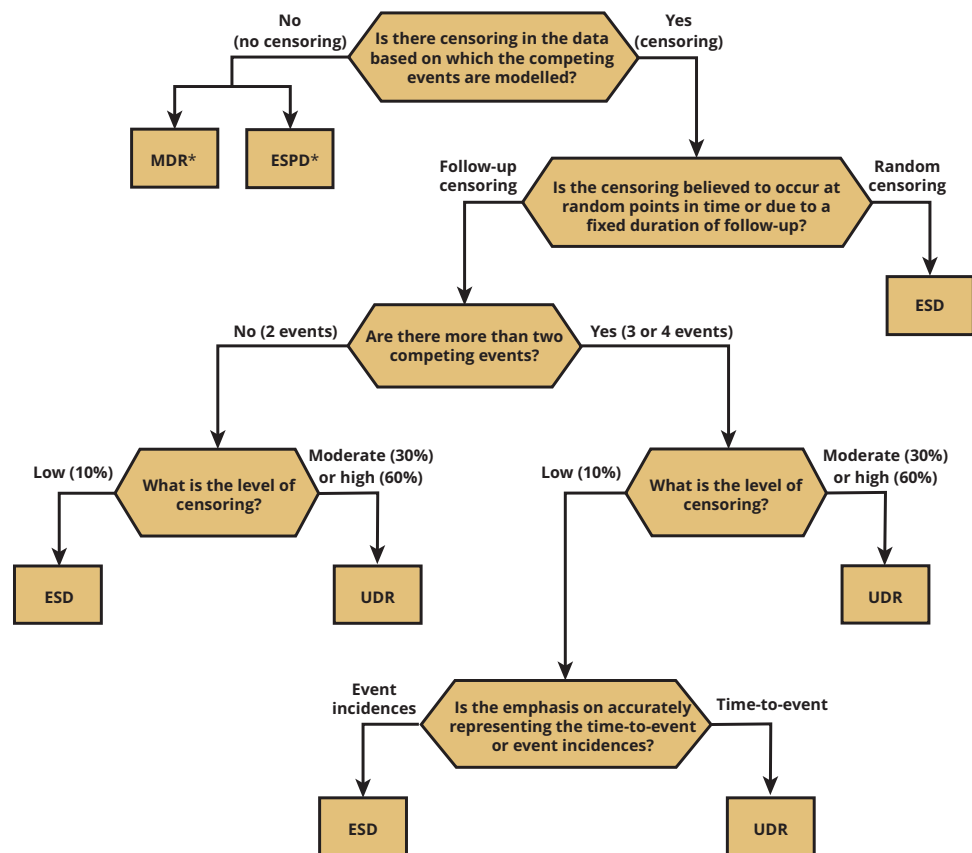 No
(no censoring)
Is there censoring in the data
based on which the competing
events are modelled?
Yes
(censoring)
MDR*
ESPD*
Follow-up
censoring
Is the censoring believed to occur at
random points in time or due to a
fixed duration of follow-up?
Random
censoring
ESD
No (2 events)
Are there more than two
competing events?
Yes (3 or 4 events)
Low (10%)
What is the level of
censoring?
Moderate (30%)
or high (60%)
Low (10%)
What is the level of
censoring?
Moderate (30%)
or high (60%)
ESD
UDR
UDR
Event
incidences
Is the emphasis on accurately
representing the time-to-event
or event incidences?
Time-to-event
ESD
UDR